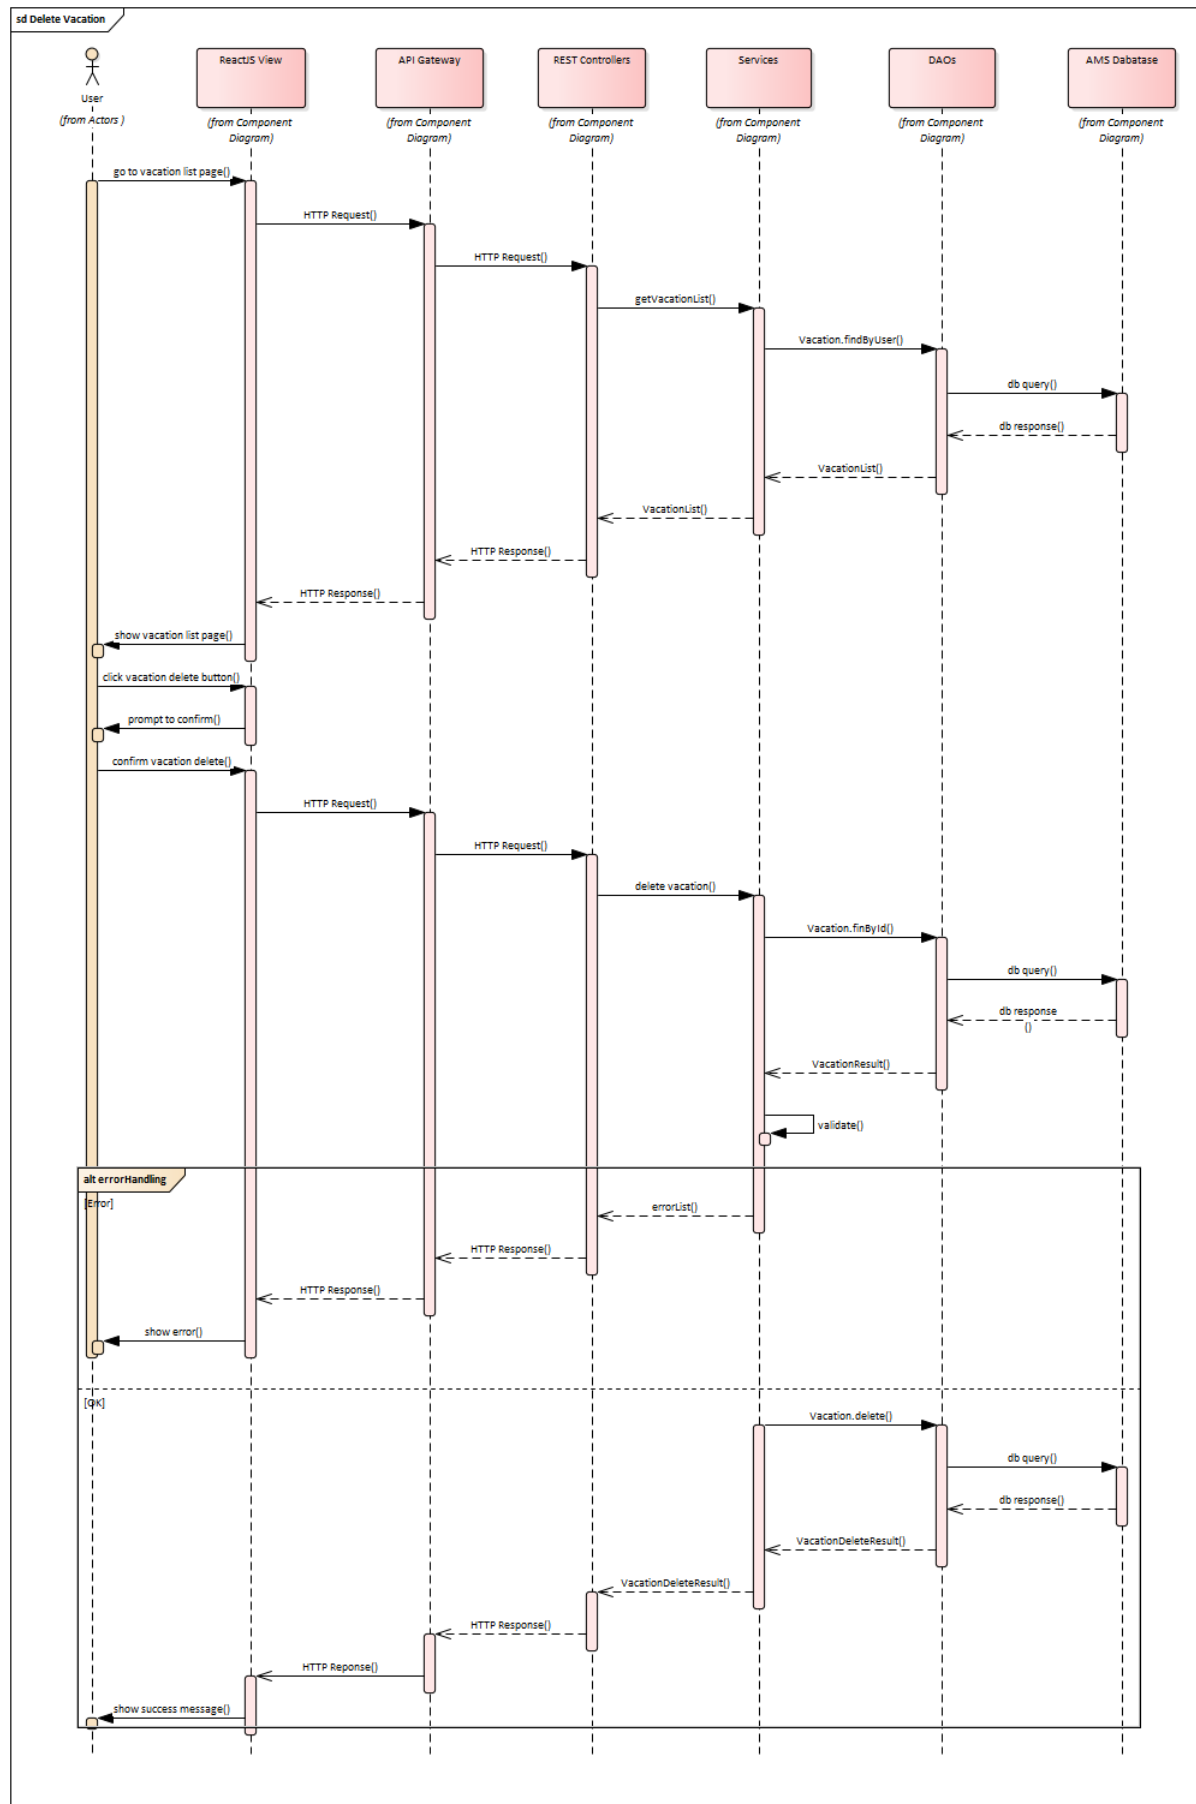 sd Delete Vacation
User
(from Actors )
ReactJS View
(from Component
Diagram)
API Gateway
(from Component
Diagram)
REST Controllers
(from Component
Diagram)
Services
(from Component
Diagram)
DAOs
(from Component
Diagram)
AMS Dabatase
(from Component
Diagram)
go to vacation list page()
HTTP Request()
HTTP Request()
getVacationList()
Vacation.findByUser()
db query()
db response()
VacationList()
VacationList()
HTTP Response()
HTTP Response()
show vacation list page()
click vacation delete button()
prompt to confirm()
confirm vacation delete()
HTTP Request()
HTTP Request()
delete vacation()
Vacation.finById()
db query()
db response
()
VacationResult()
validate()
alt errorHandling
[Error]
errorList()
HTTP Response()
HTTP Response()
show error()
[OK]
Vacation.delete()
db query()
db response()
VacationDeleteResult()
VacationDeleteResult()
HTTP Response()
HTTP Reponse()
show success message()